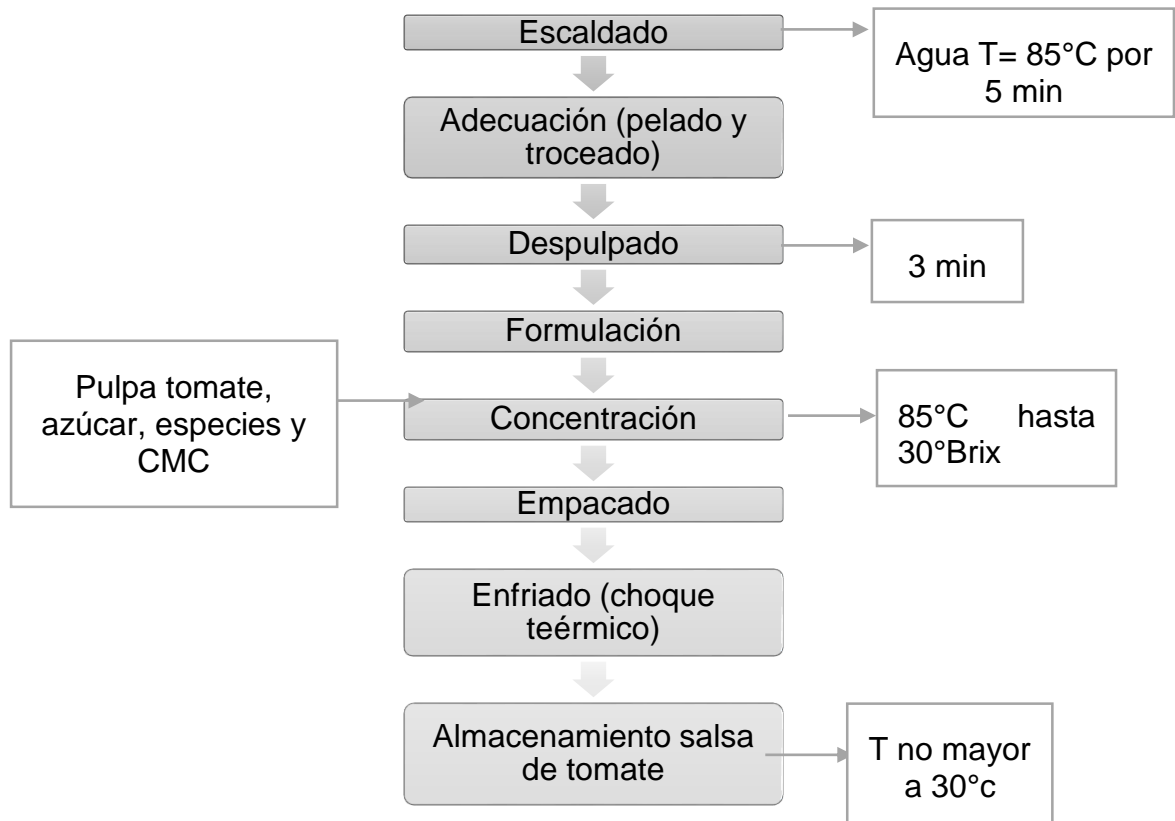 Escaldado
Agua T= 85°C por
5 min
Adecuación (pelado y
troceado)
Despulpado
3 min
Formulación
Pulpa tomate,
azúcar, especies y
CMC
Concentración
85°C hasta
30°Brix
Empacado
Enfriado (choque
teérmico)
Almacenamiento salsa
de tomate
T no mayor
a 30°c